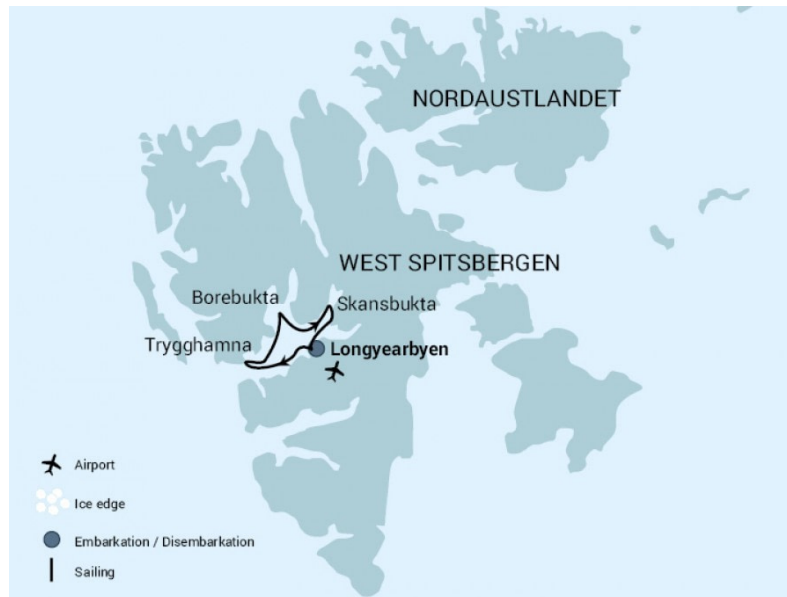 NORDAUSTLANDET
WEST SPITSBERGEN
Borebukta
Skansbukta
Trygghamna
Longyearbyen
Airport
Ice edge
Embarkation / Disembarkation
Sailing